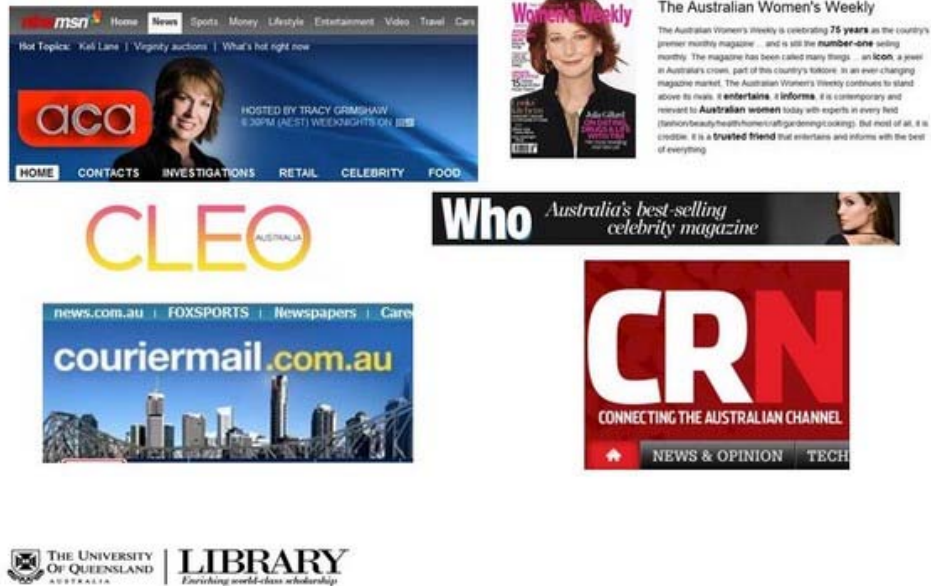 ninemsn Home News Sports Money Lifestyle Entertainment Video Travel Cars
Hot Topics: Keli Lane | Virginity auctions | What's hot right now
aca
HOSTED BY TRACY GRIMSHAW
6.30PM (AEST) WEEKNIGHTS ON
HOME CONTACTS INVESTIGATIONS RETAIL CELEBRITY FOOD
Women's Weekly
15
Julia Gillard
ON DIETING,
DRUGS & LIFE
WITH TIM
The Australian Women's Weekly
The Australian Women's Weekly is celebrating 75 years as the country's
premier monthly magazine ... and is still the number-one selling
monthly. The magazine has been called many things ... an icon, a jewel
in Australia's crown, part of this country's folklore. In an ever-changing
magazine market, The Australian Women's Weekly continues to stand
above its rivals. It entertains, it informs, it is contemporary and
relevant to Australian women today with experts in every field
(fashion/beauty/health/home/craft/gardening/cooking). But most of all, it is
credible. It is a trusted friend that entertains and informs with the best
of everything.
CLEO
AUSTRALIA
Who Australia's best-selling
celebrity magazine
news.com.au | FOXSPORTS | Newspapers | Care
couriermail.com.au
CRN
CONNECTING THE AUSTRALIAN CHANNEL
NEWS & OPINION TECH
THE UNIVERSITY
OF QUEENSLAND
AUSTRALIA
LIBRARY
Enriching world-class scholarship